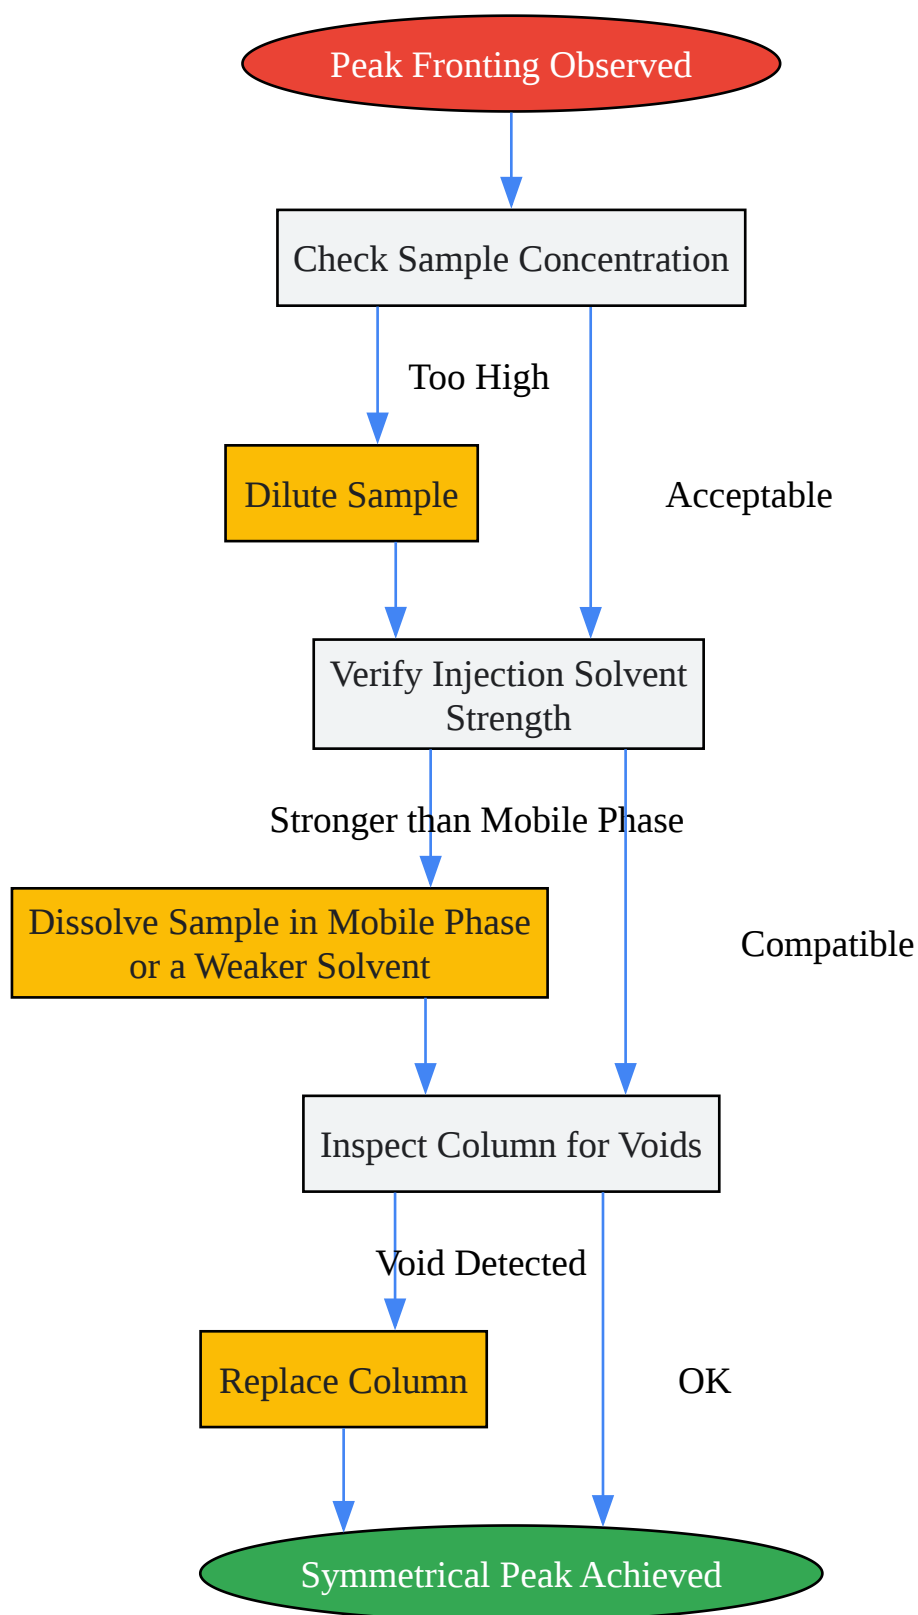 Peak Fronting Observed
Check Sample Concentration
Too High
Dilute Sample
Acceptable
Verify Injection Solvent
Strength
Stronger than Mobile Phase
Dissolve Sample in Mobile Phase
or a Weaker Solvent
Compatible
Inspect Column for Voids
Void Detected
Replace Column
OK
Symmetrical Peak Achieved